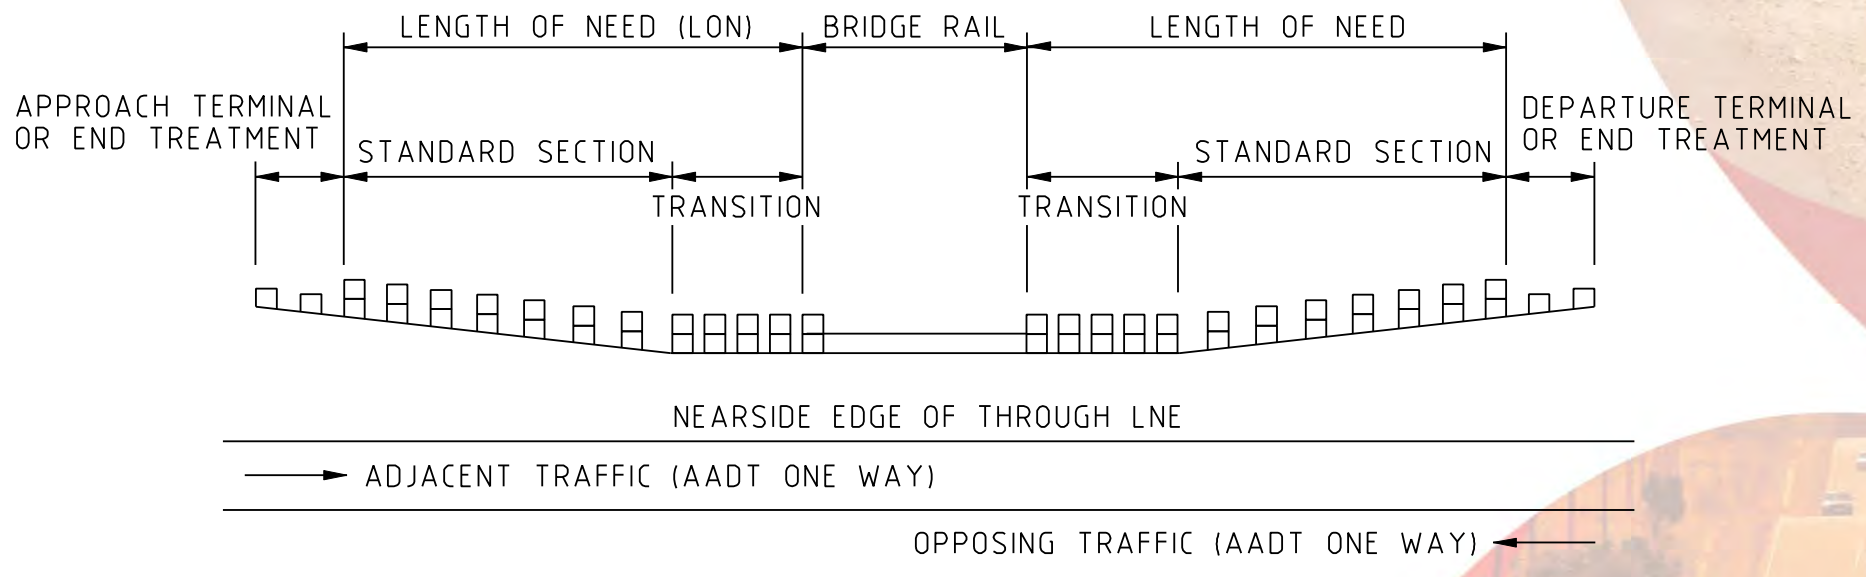 LENGTH OF NEED (LON)
BRIDGE RAIL
LENGTH OF NEED
APPROACH TERMINAL
OR END TREATMENT
DEPARTURE TERMINAL
OR END TREATMENT
STANDARD SECTION
STANDARD SECTION
TRANSITION
TRANSITION
NEARSIDE EDGE OF THROUGH LNE
ADJACENT TRAFFIC (AADT ONE WAY)
OPPOSING TRAFFIC (AADT ONE WAY)